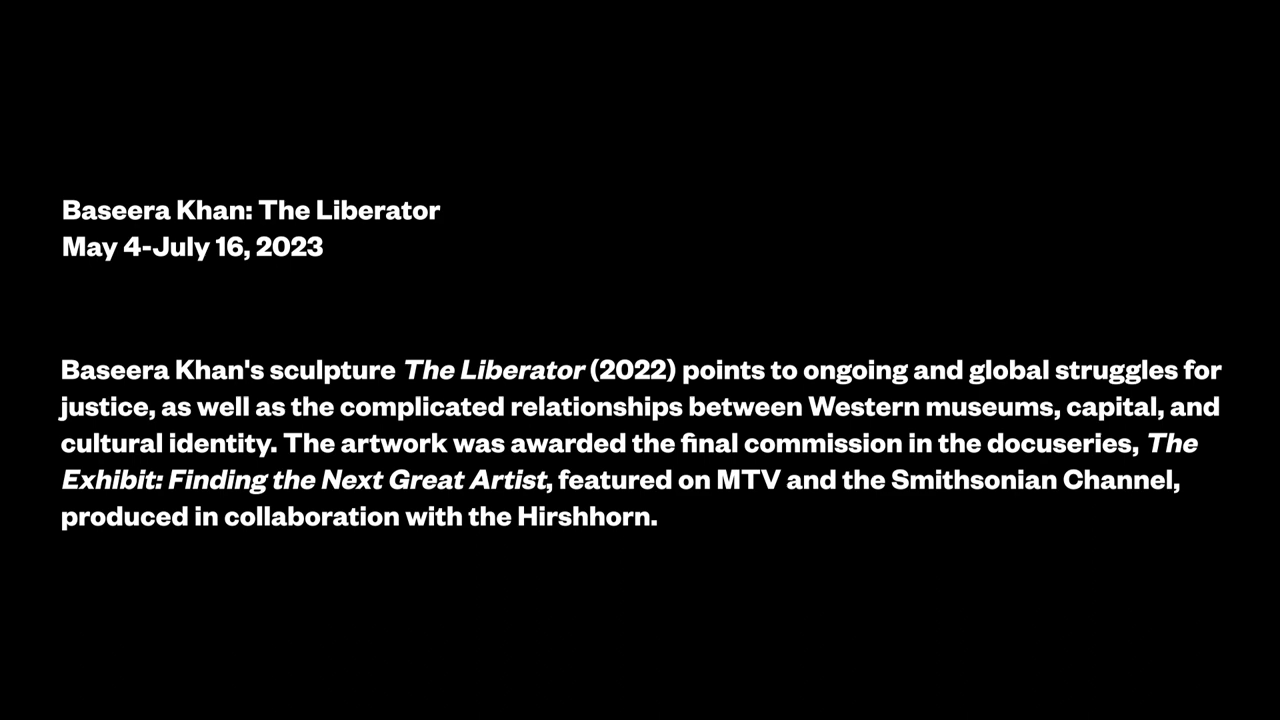 Baseera Khan: The Liberator
May 4-July 16, 2023
Baseera Khan's sculpture The Liberator (2022) points to ongoing and global struggles for
justice, as well as the complicated relationships between Western museums, capital, and
cultural identity. The artwork was awarded the final commission in the docuseries, The
Exhibit: Finding the Next Great Artist, featured on MTV and the Smithsonian Channel,
produced in collaboration with the Hirshhorn.